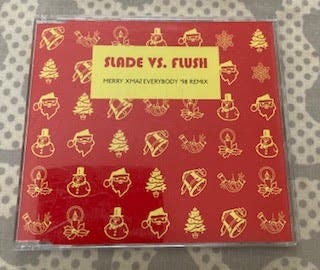 SLADE VS. FLUSH
MERRY XMAS EVERYBODY '98 REMIX